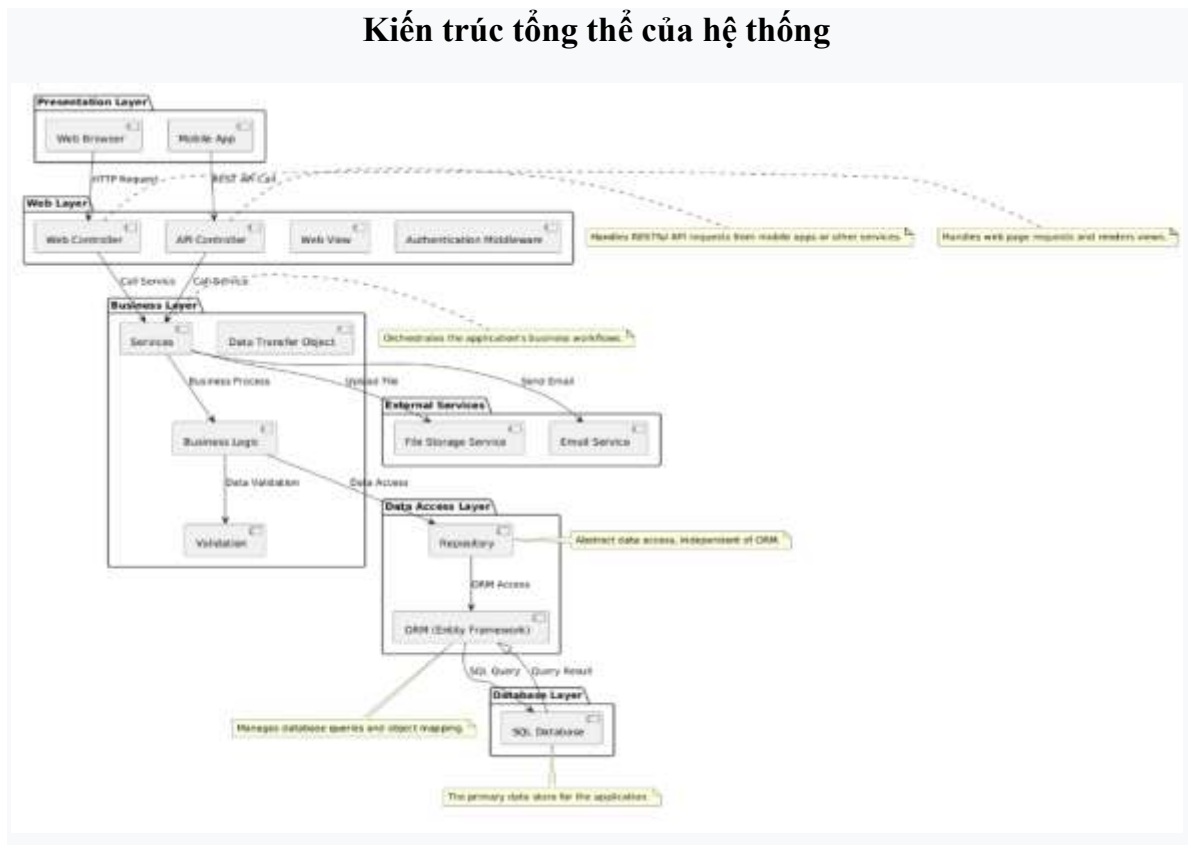 Kiến trúc tổng thể của hệ thống
Presentation Layer
Web Browser
Mobile App
HTTP Request
REST API Call
Web Layer
Web Controller
API Controller
Web View
Authentication Middleware
Handles RESTful API requests from mobile apps or other services.
Handles web page requests and renders views.
Call Service
Call Service
Business Layer
Services
Data Transfer Object
Orchestrates the application's business workflows.
Business Process
Upload File
Send Email
External Services
File Storage Service
Email Service
Business Logic
Data Validation
Data Access
Data Access Layer
Validation
Repository
Abstract data access, independent of ORM.
ORM Access
ORM (Entity Framework)
SQL Query
Query Result
Database Layer
Manages database queries and object mapping.
SQL Database
The primary data store for the application.